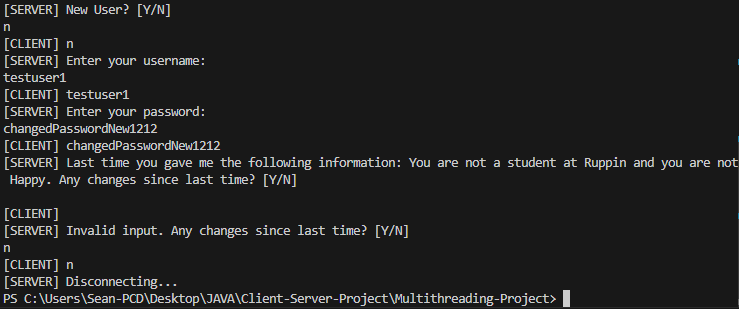 [SERVER] New User? [Y/N]
n
[CLIENT] n
[SERVER] Enter your username:
testuser1
[CLIENT] testuser1
[SERVER] Enter your password:
changedPasswordNew1212
[CLIENT] changedPasswordNew1212
[SERVER] Last time you gave me the following information: You are not a student at Ruppin and you are not
Happy. Any changes since last time? [Y/N]
[CLIENT]
[SERVER] Invalid input. Any changes since last time? [Y/N]
n
[CLIENT] n
[SERVER] Disconnecting...
PS C:\Users\Sean-PCD\Desktop\JAVA\Client-Server-Project\Multithreading-Project>